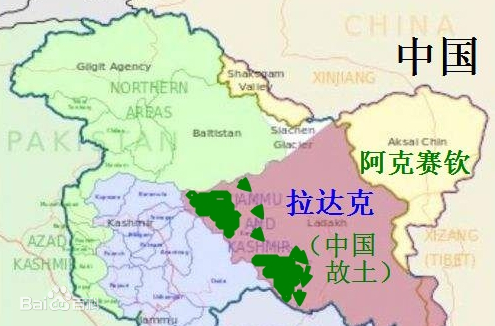 CHINA
中国
Gilgit Agency
Shaksgam
Valley
XINJIANG
NORTHERN
AREAS
PAKISTAN
Baltistan
Siachen
Glacier
Aksai Chin
阿克赛钦
JAMMU
AND
KASHMIR
拉达克
Ladakh
Kashmir
(中国
故土)
XIZANG
(TIBET)
AZAD
KASHMIR
Bai百科
Jammu